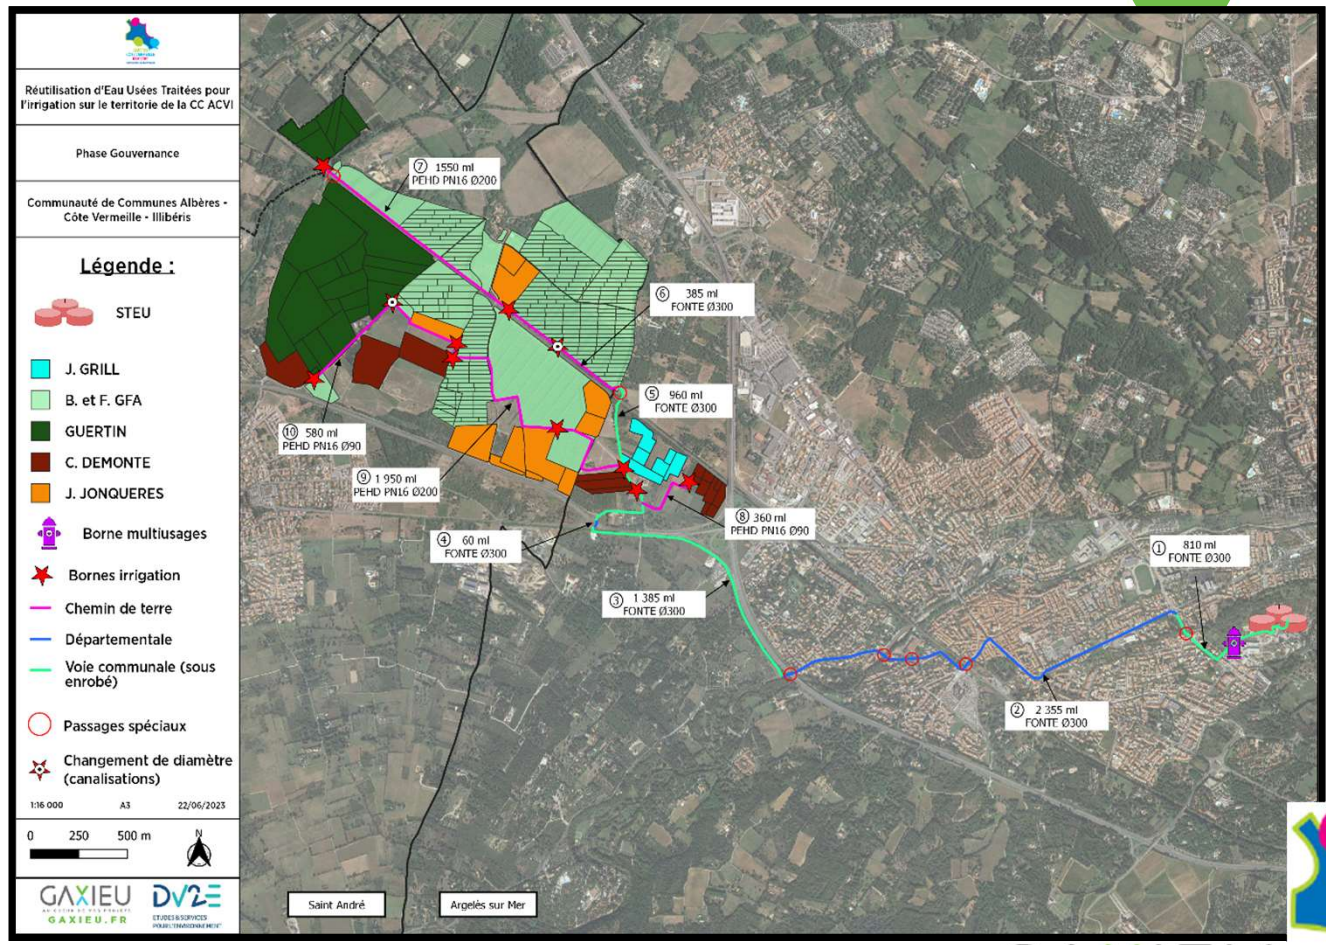 Réutilisation d'Eau Usées Traitées pour
l'irrigation sur le territorie de la CC ACVI
Phase Gouvernance
Communauté de Communes Albères -
Côte Vermeille - Illibéris
Légende :
STEU
J. GRILL
B. et F. GFA
GUERTIN
C. DEMONTE
J. JONQUERES
Borne multiusages
Bornes irrigation
Chemin de terre
Départementale
Voie communale (sous
enrobé)
Passages spéciaux
Changement de diamètre
(canalisations)
1:16 000 A3 22/06/2023
0 250 500 m
N
GAXIEU
GAXIEU.FR
DV2E
ETUDES & SERVICES
POUR L'ENVIRONNEMENT
7 1550 ml
PEHD PN16 Ø200
6 385 ml
FONTE Ø300
5 960 ml
FONTE Ø300
10 580 ml
PEHD PN16 Ø90
9 1 950 ml
PEHD PN16 Ø200
8 360 ml
PEHD PN16 Ø90
4 60 ml
FONTE Ø300
1 810 ml
FONTE Ø300
3 1 385 ml
FONTE Ø300
2 2 355 ml
FONTE Ø300
Saint André
Argelès sur Mer